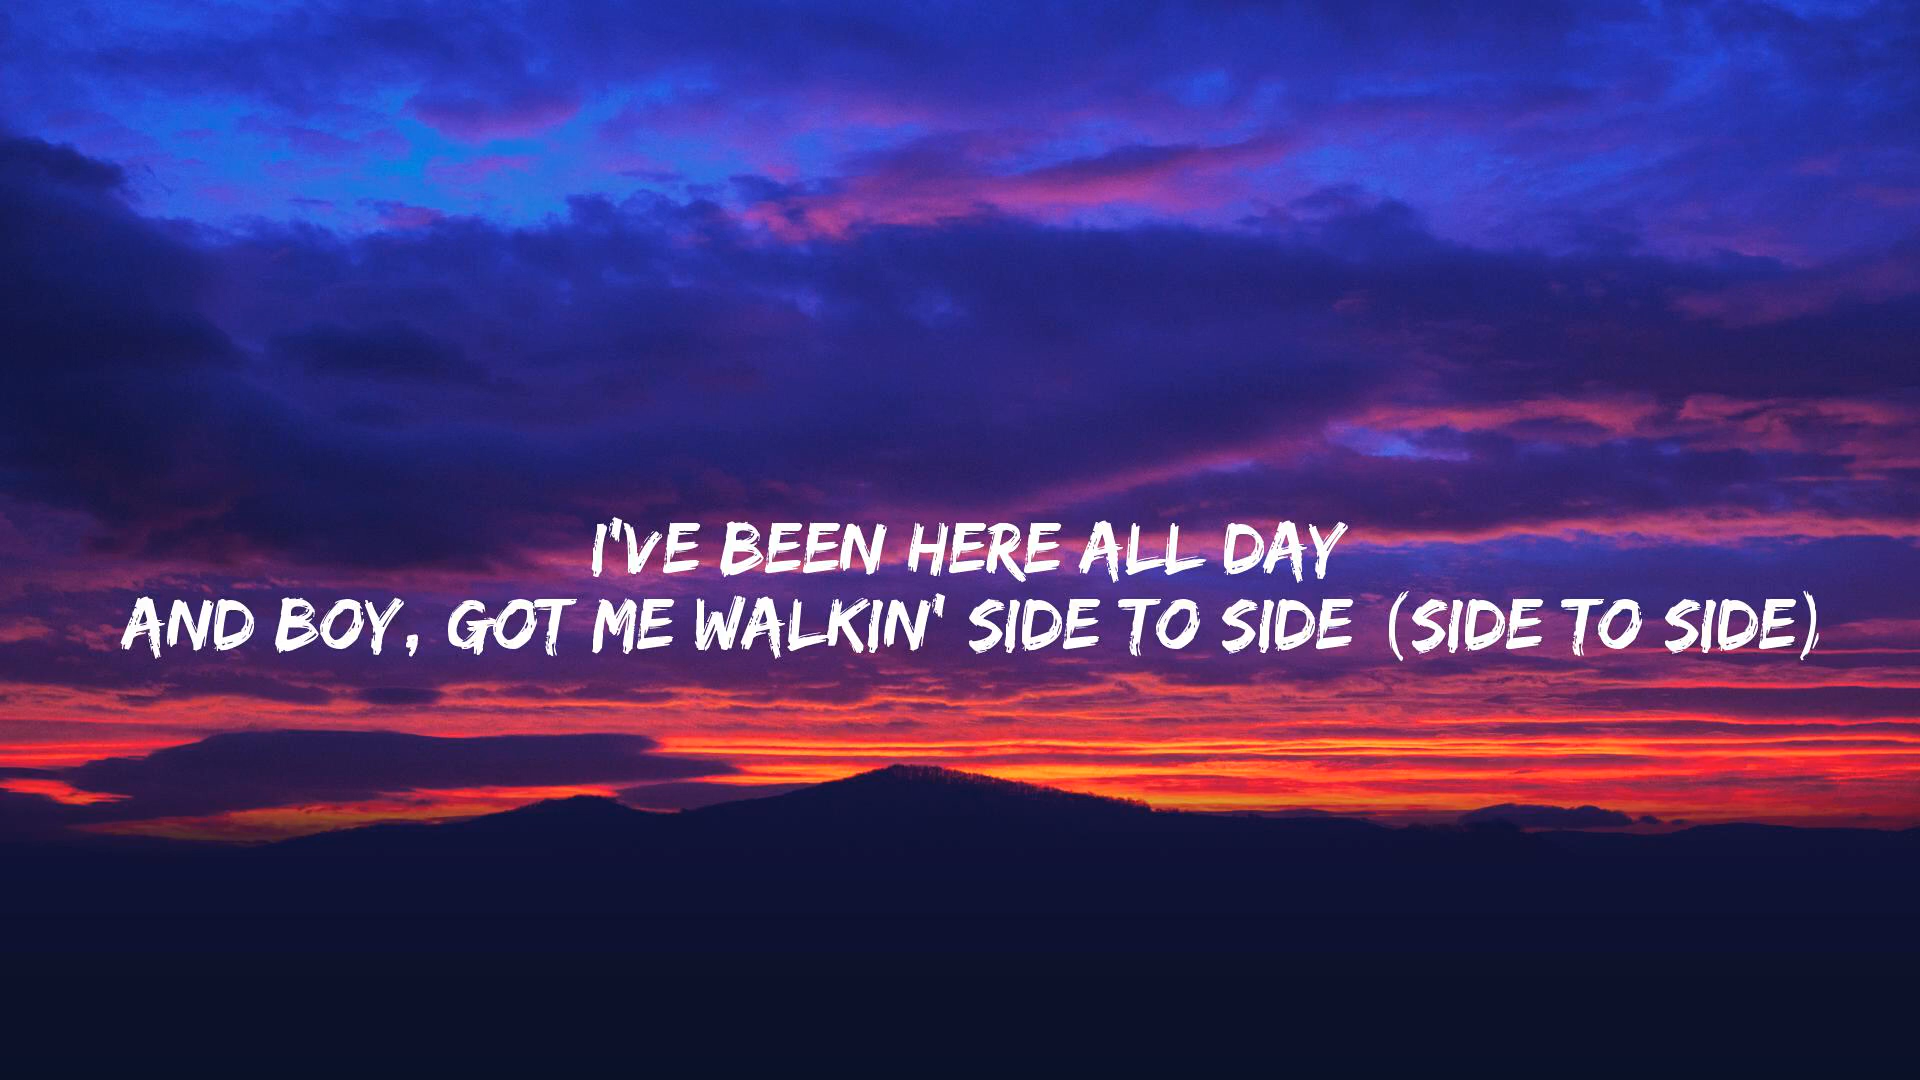 I'VE BEEN HERE ALL DAY
AND BOY, GOT ME WALKIN' SIDE TO SIDE (SIDE TO SIDE)